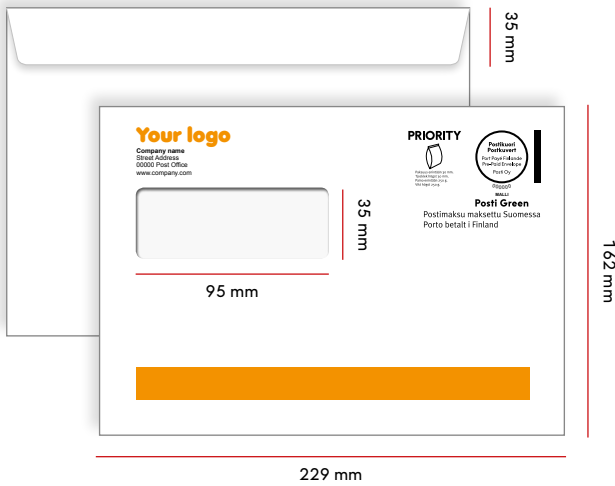 35 mm
Your logo
Company name
Street Address
00000 Post Office
www.company.com
PRIORITY
Postikuori
Postkuvert
Port Payé Finlande
Pre-Paid Envelope
Posti Oy
000000
MALLI
Posti Green
Postimaksu maksettu Suomessa
Porto betalt i Finland
35 mm
95 mm
162 mm
229 mm